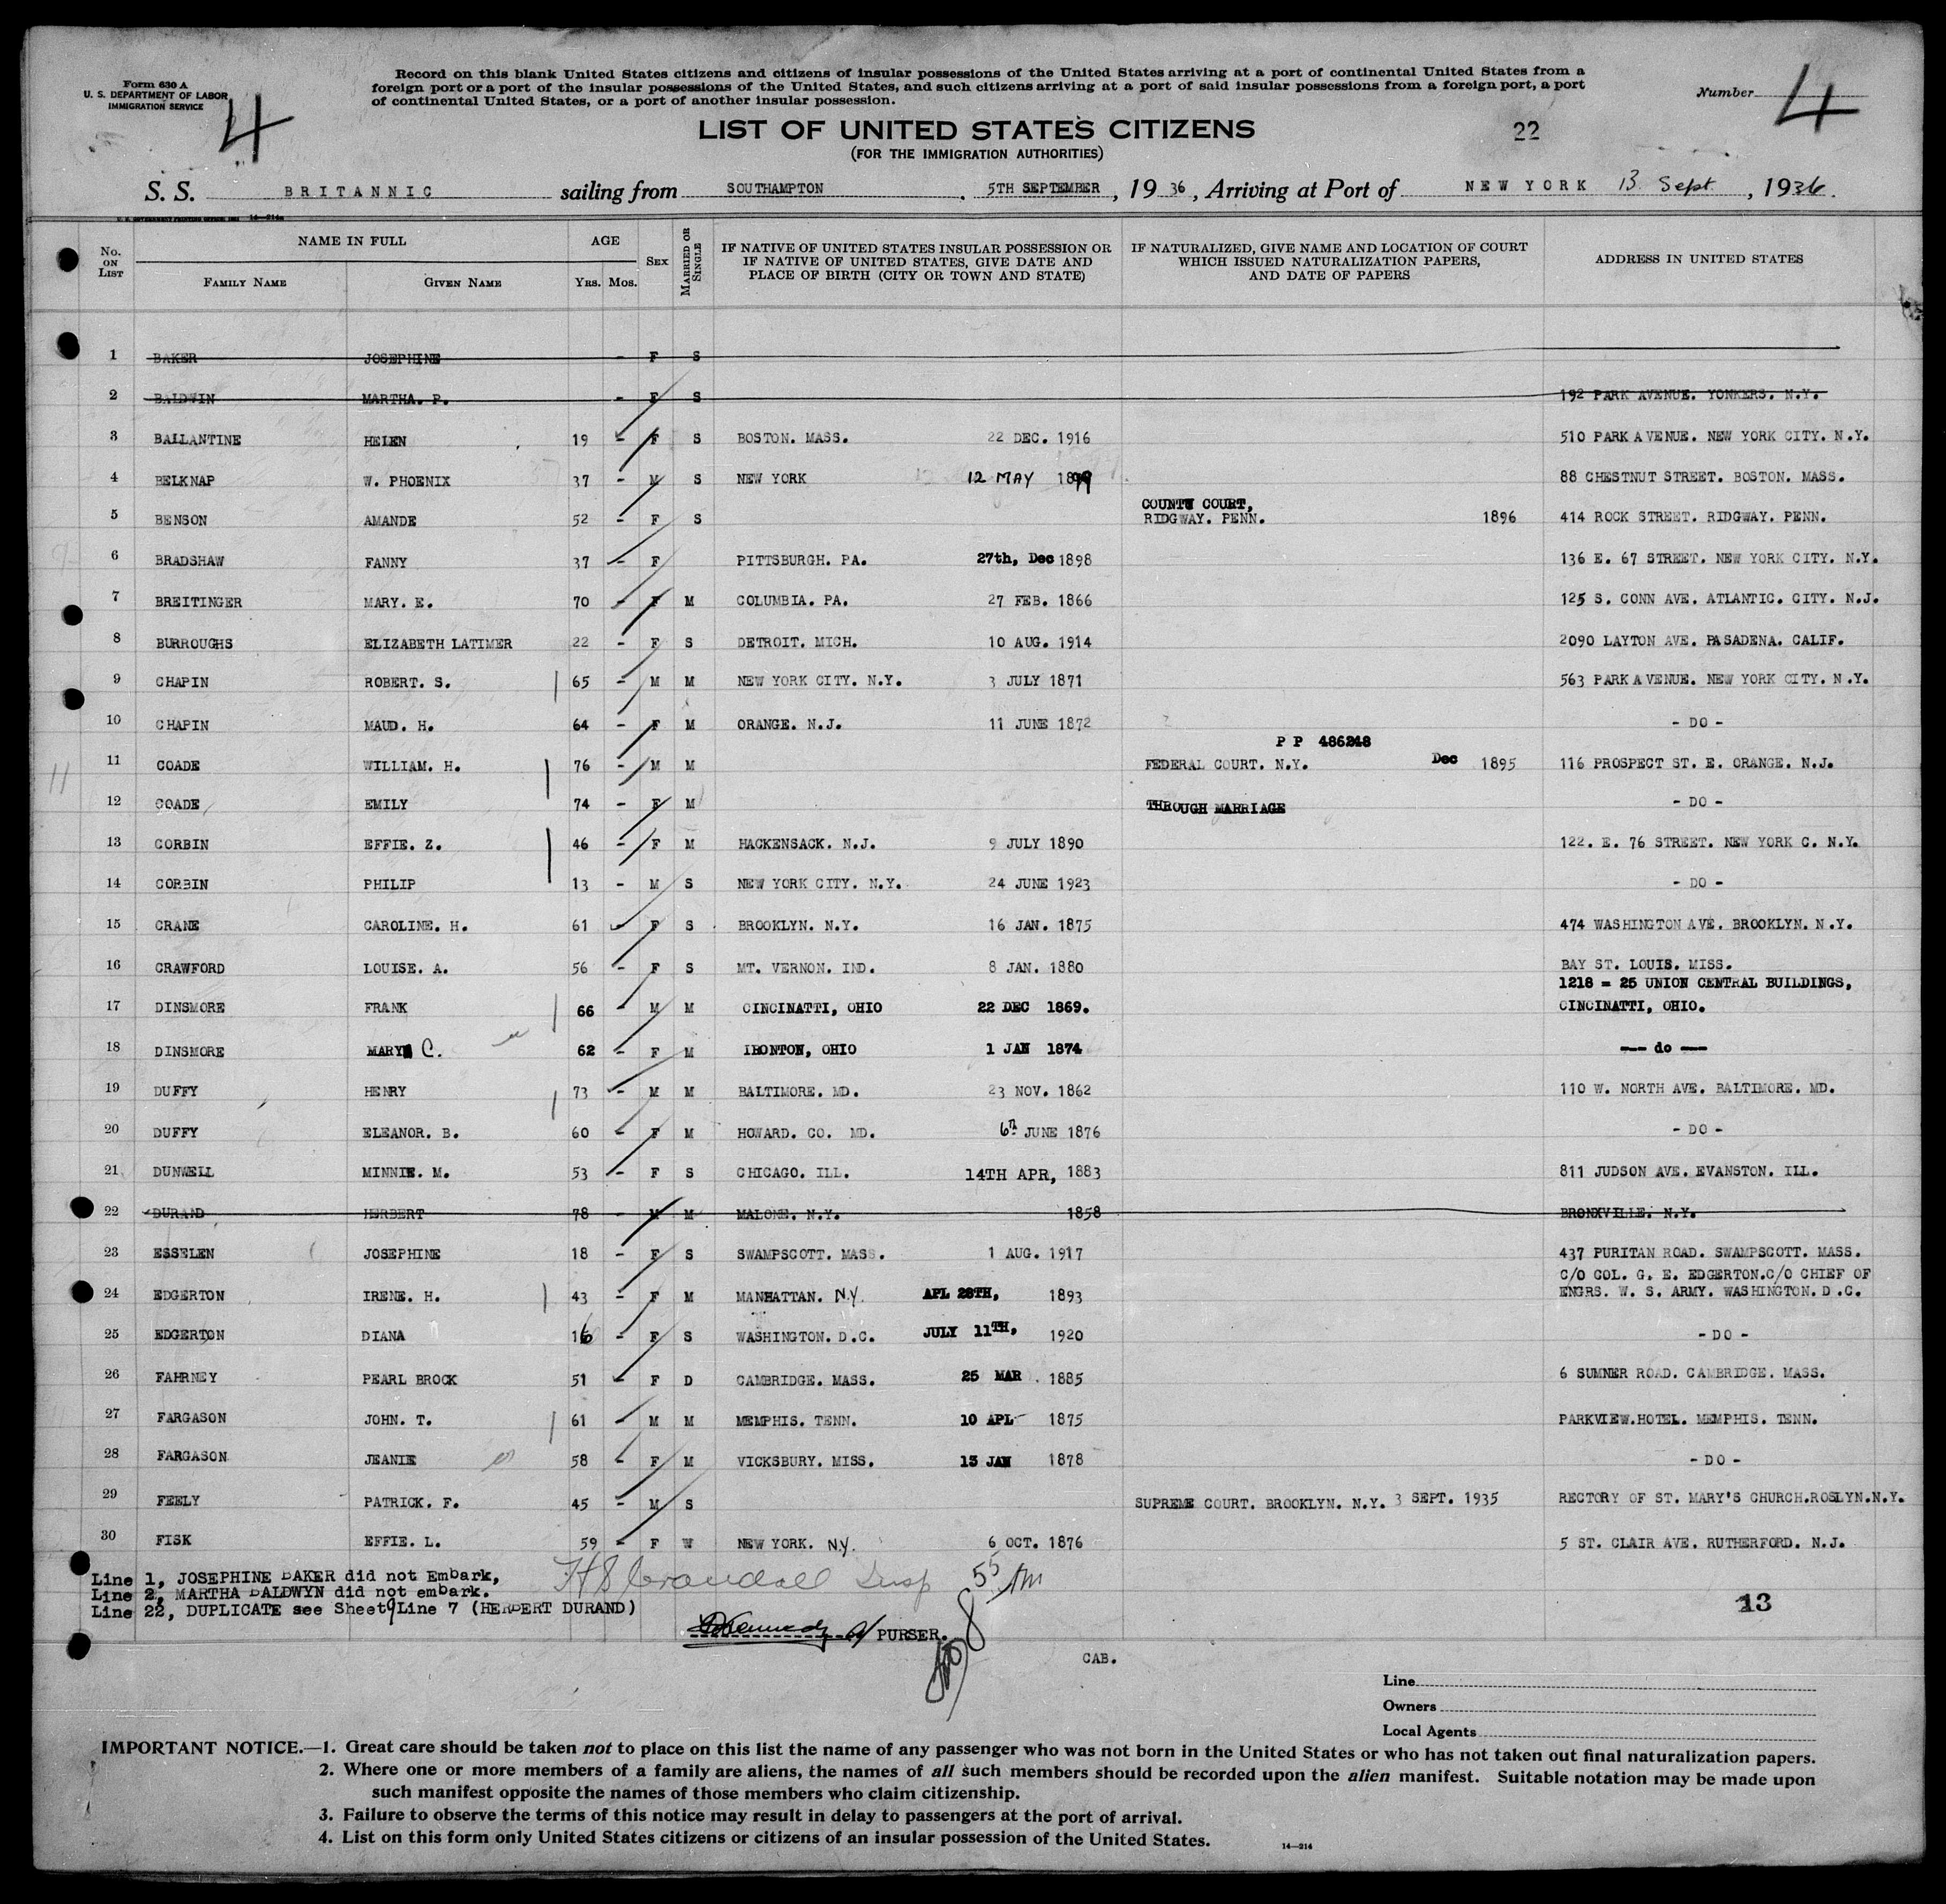 Form 630 A
U. S. DEPARTMENT OF LABOR
IMMIGRATION SERVICE
4
Record on this blank United States citizens and citizens of insular possessions of the United States arriving at a port of continental United States from a
foreign port or a port of the insular possessions of the United States, and such citizens arriving at a port of said insular possessions from a foreign port, a port
of continental United States, or a port of another insular possession.
Number 4
LIST OF UNITED STATES CITIZENS
22
(FOR THE IMMIGRATION AUTHORITIES)
S. S. BRITANNIC sailing from SOUTHAMPTON, 5TH SEPTEMBER, 1936, Arriving at Port of NEW YORK 13 Sept, 1936.
No. ON LIST NAME IN FULL FAMILY NAME GIVEN NAME AGE YRS. MOS. SEX MARRIED OR SINGLE
IF NATIVE OF UNITED STATES INSULAR POSSESSION OR IF NATIVE OF UNITED STATES, GIVE DATE AND PLACE OF BIRTH (CITY OR TOWN AND STATE)
IF NATURALIZED, GIVE NAME AND LOCATION OF COURT WHICH ISSUED NATURALIZATION PAPERS, AND DATE OF PAPERS
ADDRESS IN UNITED STATES
1 BAKER JOSEPHINE - F S
2 BALDWIN MARTHA. P. - F S 192 PARK AVENUE. YONKERS. N.Y.
3 BALLANTINE HELEN 19 - F S BOSTON. MASS. 22 DEC. 1916 510 PARK AVENUE. NEW YORK CITY. N.Y.
4 BELKNAP W. PHOENIX 37 - M S NEW YORK 12 MAY 1899 88 CHESTNUT STREET. BOSTON. MASS.
COUNTY COURT,
5 BENSON AMANDE 52 - F S RIDGWAY. PENN. 1896 414 ROCK STREET. RIDGWAY. PENN.
6 BRADSHAW FANNY 37 - F PITTSBURGH. PA. 27th, Dec 1898 136 E. 67 STREET. NEW YORK CITY. N.Y.
7 BREITINGER MARY. E. 70 - F M COLUMBIA. PA. 27 FEB. 1866 125 S. CONN AVE. ATLANTIC. CITY. N.J.
8 BURROUGHS ELIZABETH LATIMER 22 - F S DETROIT. MICH. 10 AUG. 1914 2090 LAYTON AVE. PASADENA. CALIF.
9 CHAPIN ROBERT. S. 65 - M M NEW YORK CITY. N.Y. 3 JULY 1871 563 PARK AVENUE. NEW YORK CITY. N.Y.
10 CHAPIN MAUD. H. 64 - F M ORANGE. N.J. 11 JUNE 1872 - DO -
P P 486248
11 COADE WILLIAM. H. 76 - M M FEDERAL COURT. N.Y. Dec 1895 116 PROSPECT ST. E. ORANGE. N.J.
12 COADE EMILY 74 - F M THROUGH MARRIAGE - DO -
13 CORBIN EFFIE. Z. 46 - F M HACKENSACK. N.J. 9 JULY 1890 122. E. 76 STREET. NEW YORK C. N.Y.
14 CORBIN PHILIP 13 - M S NEW YORK CITY. N.Y. 24 JUNE 1923 - DO -
15 CRANE CAROLINE. H. 61 F S BROOKLYN. N.Y. 16 JAN. 1875 474 WASHINGTON AVE. BROOKLYN. N.Y.
16 CRAWFORD LOUISE. A. 56 - F S MT. VERNON. IND. 8 JAN. 1880 BAY ST. LOUIS. MISS.
1218 = 25 UNION CENTRAL BUILDINGS,
17 DINSMORE FRANK 66 - M M CINCINATTI, OHIO 22 DEC 1869. CINCINATTI, OHIO.
18 DINSMORE MARY C. 62 - F M IRONTON, OHIO 1 JAN 1874 --- do ---
19 DUFFY HENRY 73 - M M BALTIMORE. MD. 23 NOV. 1862 110 W. NORTH AVE. BALTIMORE. MD.
20 DUFFY ELEANOR. B. 60 - F M HOWARD. CO. MD. 6th JUNE 1876 - DO -
21 DUNWELL MINNIE. M. 53 - F S CHICAGO. ILL. 14TH APR, 1883 811 JUDSON AVE. EVANSTON. ILL.
22 DURAND HERBERT 78 - M M MALONE. N.Y. 1858 BRONXVILLE. N.Y.
23 ESSELEN JOSEPHINE 18 - F S SWAMPSCOTT. MASS. 1 AUG. 1917 437 PURITAN ROAD. SWAMPSCOTT. MASS.
C/O COL. G. E. EDGERTON.C/O CHIEF OF
24 EDGERTON IRENE. H. 43 - F M MANHATTAN. N.Y. APL 28TH, 1893 ENGRS. W. S. ARMY. WASHINGTON. D.C.
25 EDGERTON DIANA 16 - F S WASHINGTON. D.C. JULY 11TH, 1920 - DO -
26 FAHRNEY PEARL BROCK 51 - F D CAMBRIDGE. MASS. 25 MAR. 1885 6 SUMNER ROAD. CAMBRIDGE. MASS.
27 FARGASON JOHN. T. 61 - M M MEMPHIS. TENN. 10 APL 1875 PARKVIEW.HOTEL. MEMPHIS. TENN.
28 FARGASON JEANIE 58 - F M VICKSBURY. MISS. 15 JAN 1878 - DO -
29 FEELY PATRICK. F. 45 - M S SUPREME COURT. BROOKLYN. N.Y. 3 SEPT. 1935 RECTORY OF ST. MARY'S CHURCH.ROSLYN.N.Y.
30 FISK EFFIE. L. 59 - F W NEW YORK. N.Y. 6 OCT. 1876 5 ST. CLAIR AVE. RUTHERFORD. N.J.
Line 1, JOSEPHINE BAKER did not Embark,
Line 2, MARTHA BALDWYN did not embark.
Line 22, DUPLICATE see Sheet 9 Line 7 (HERBERT DURAND)
H S Crandall Insp
8 55 Am
13
PURSER.
CAB.
Line
Owners
Local Agents
IMPORTANT NOTICE.—1. Great care should be taken not to place on this list the name of any passenger who was not born in the United States or who has not taken out final naturalization papers.
2. Where one or more members of a family are aliens, the names of all such members should be recorded upon the alien manifest. Suitable notation may be made upon
such manifest opposite the names of those members who claim citizenship.
3. Failure to observe the terms of this notice may result in delay to passengers at the port of arrival.
4. List on this form only United States citizens or citizens of an insular possession of the United States.
14—214